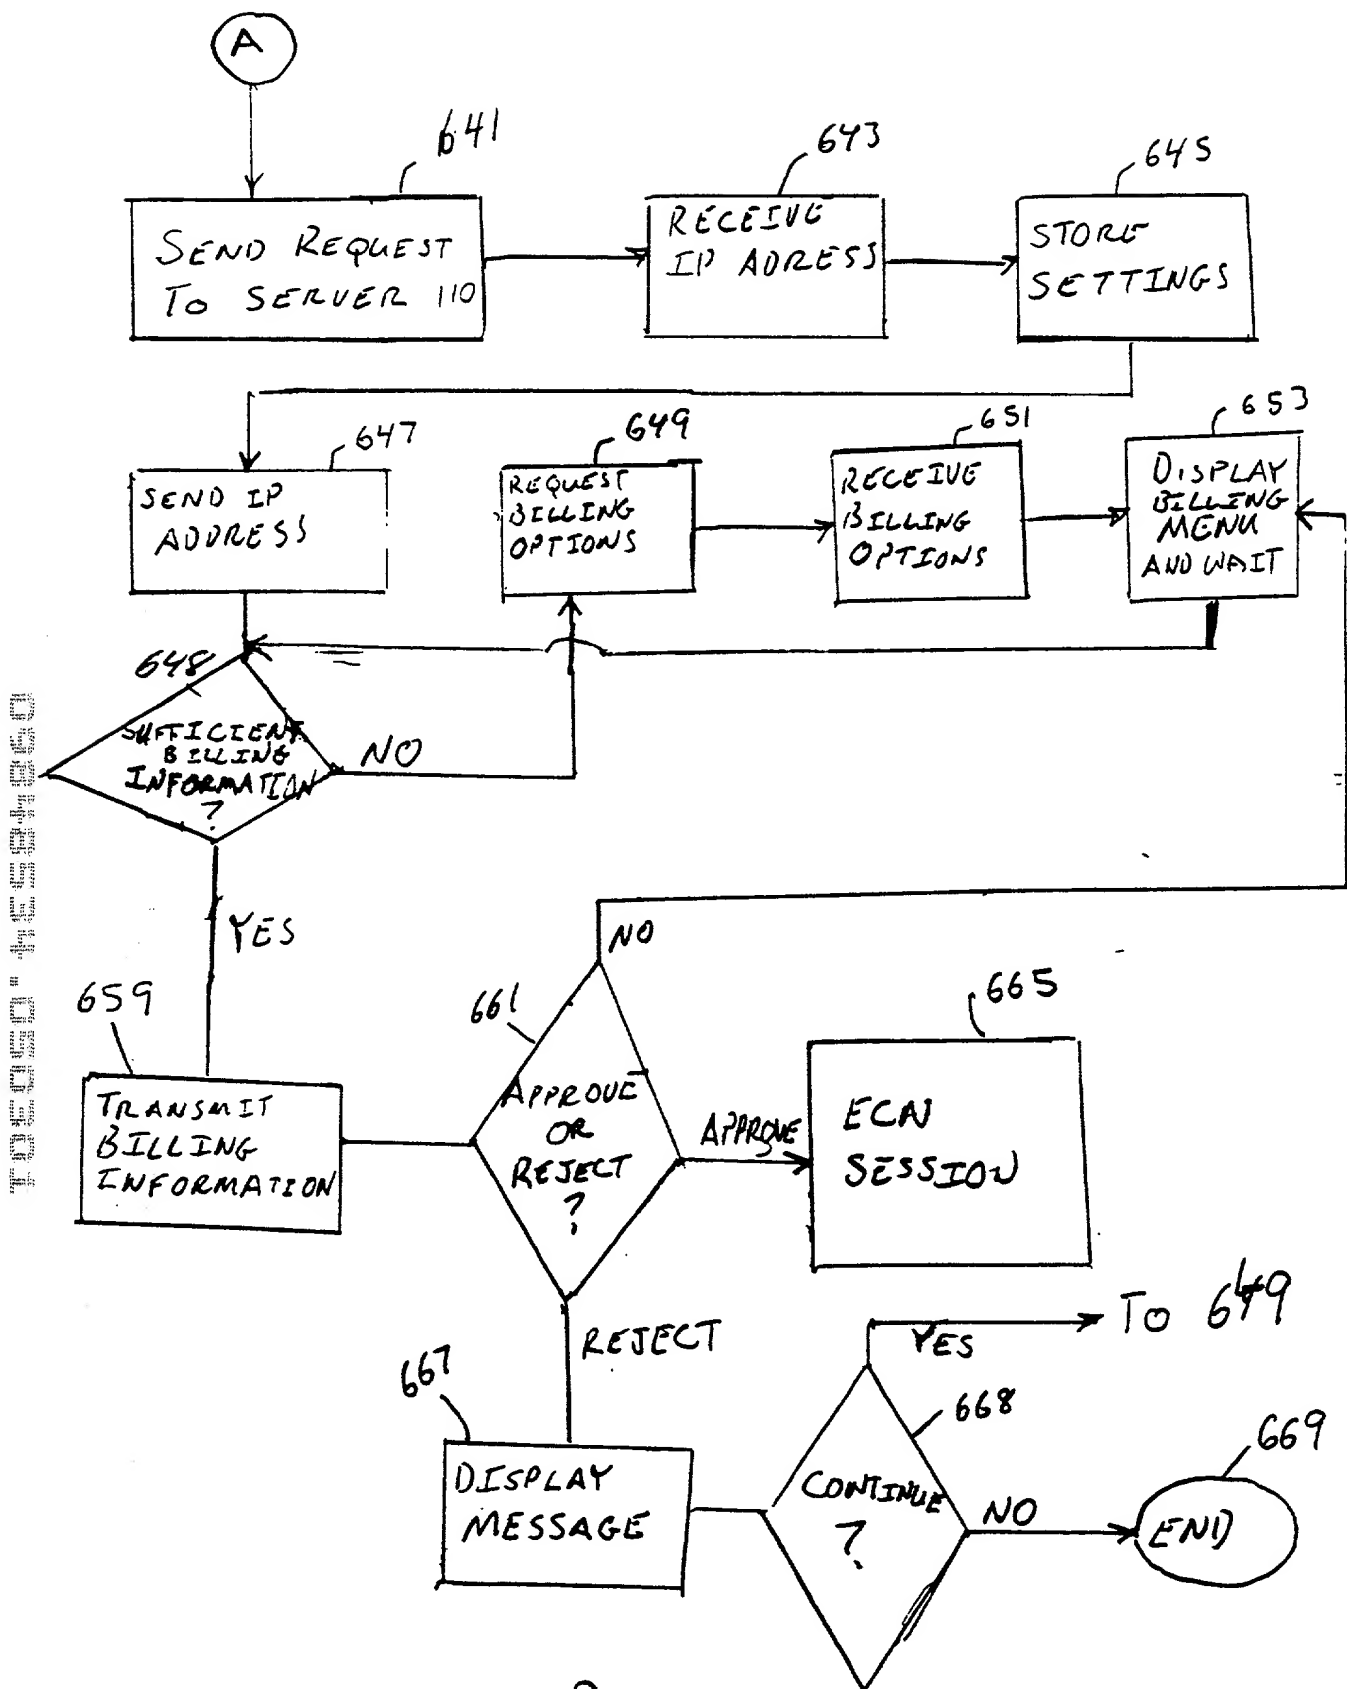 A
641
SEND REQUEST
TO SERVER 110
643
RECEIVE
IP ADRESS
645
STORE
SETTINGS
647
SEND IP
ADDRESS
649
REQUEST
BILLING
OPTIONS
651
RECEIVE
BILLING
OPTIONS
653
DISPLAY
BILLING
MENU
AND WAIT
648
SUFFICIENT
BILLING
INFORMATION
?
NO
YES
659
TRANSMIT
BILLING
INFORMATION
661
APPROVE
OR
REJECT
?
NO
APPROVE
665
ECN
SESSION
REJECT
667
DISPLAY
MESSAGE
668
CONTINUE
?
YES
TO 649
NO
669
END